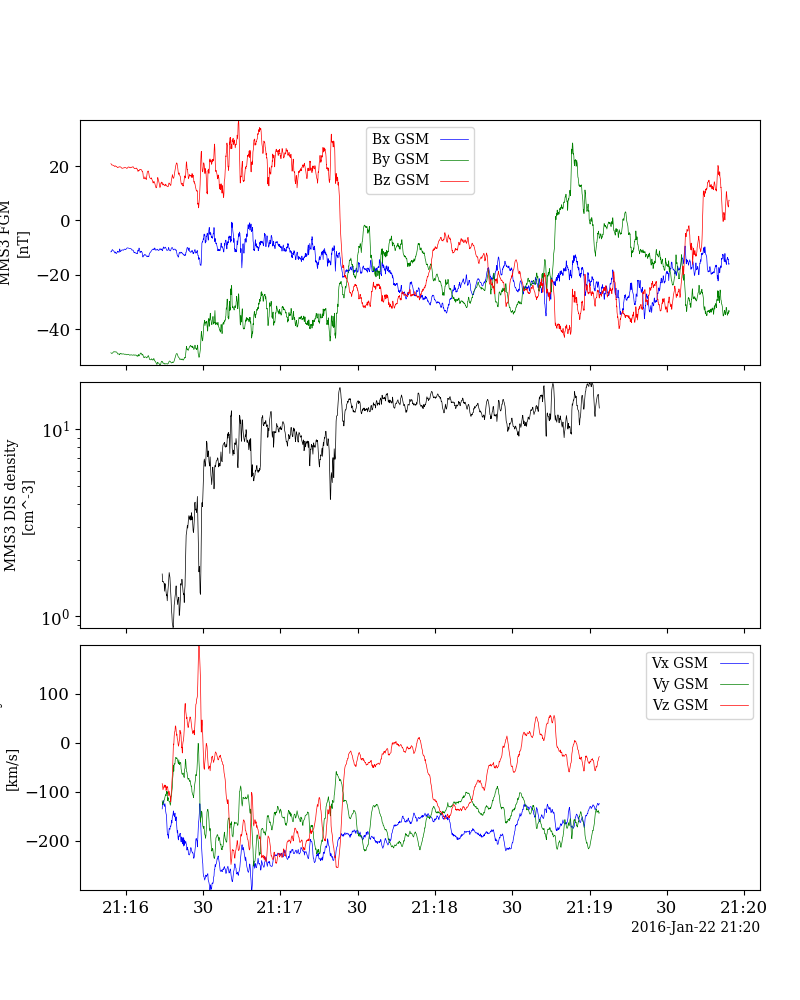 MMS3 FGM
[nT]
20
0
−20
−40
Bx GSM
By GSM
Bz GSM
MMS3 DIS density
[cm^-3]
10^1
10^0
[km/s]
100
0
−100
−200
Vx GSM
Vy GSM
Vz GSM
21:16 30 21:17 30 21:18 30 21:19 30 21:20
2016-Jan-22 21:20